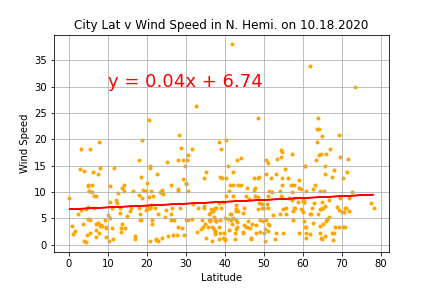 City Lat v Wind Speed in N. Hemi. on 10.18.2020
y = 0.04x + 6.74
Wind Speed
35
30
25
20
15
10
5
0
0 10 20 30 40 50 60 70 80
Latitude